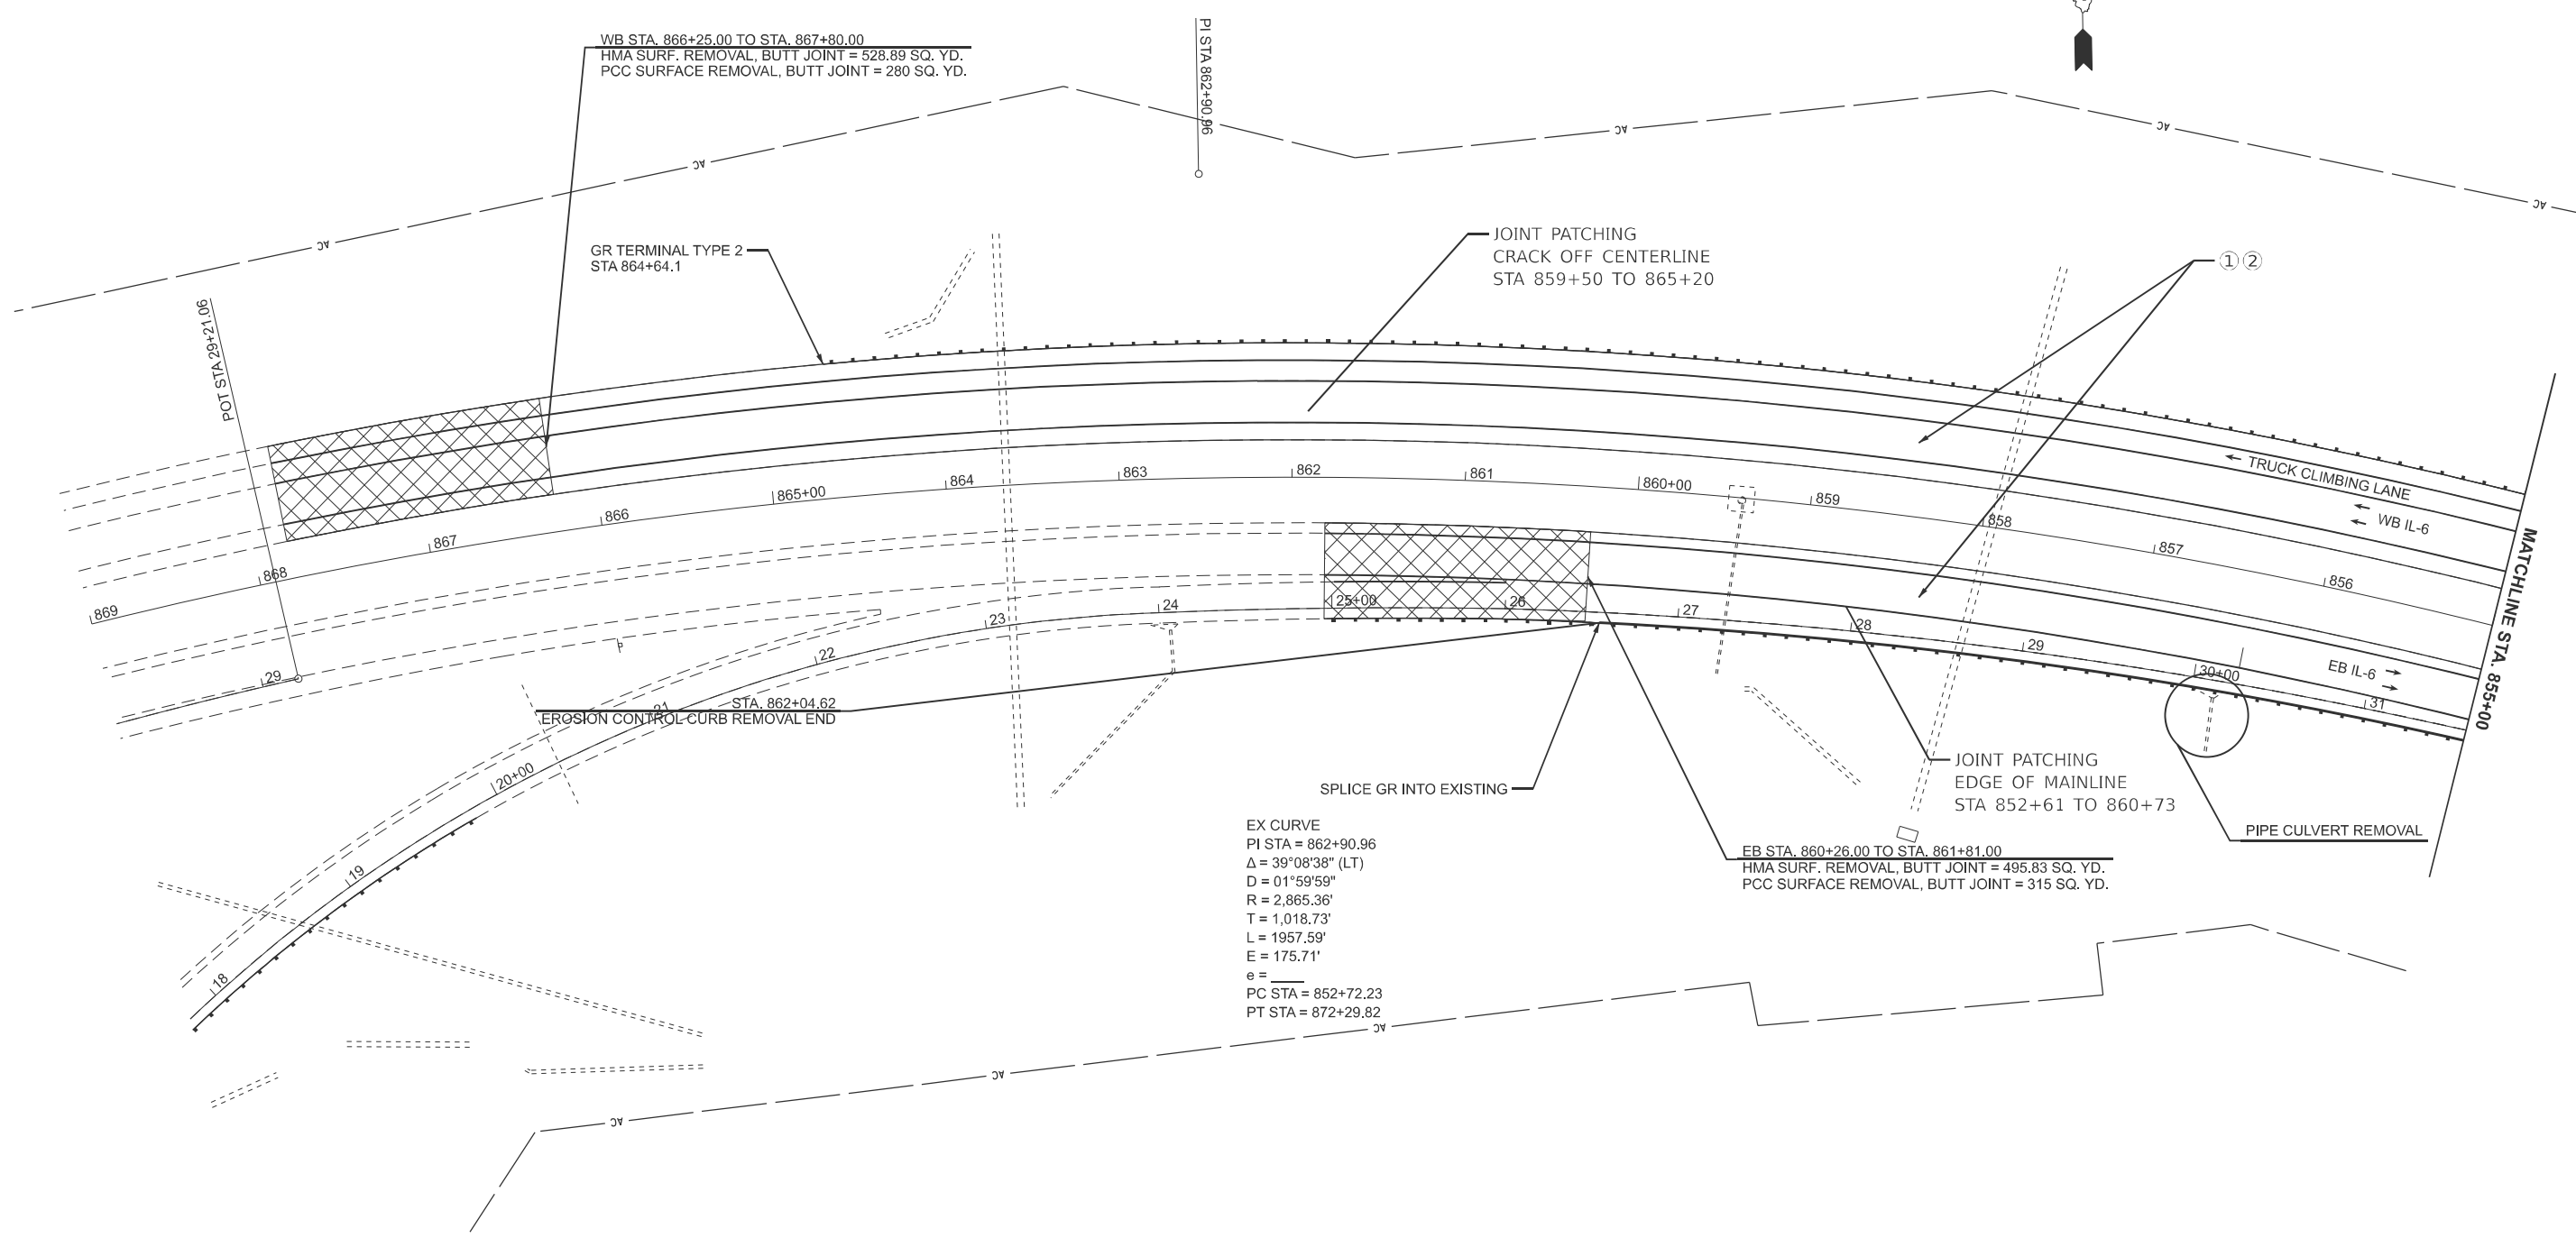 WB STA. 866+25.00 TO STA. 867+80.00
HMA SURF. REMOVAL, BUTT JOINT = 528.89 SQ. YD.
PCC SURFACE REMOVAL, BUTT JOINT = 280 SQ. YD.
PI STA 862+90.96
AC
AC
AC
AC
AC
GR TERMINAL TYPE 2
STA 864+64.1
JOINT PATCHING
CRACK OFF CENTERLINE
STA 859+50 TO 865+20
①②
POT STA 29+21.06
TRUCK CLIMBING LANE
WB IL-6
869
868
867
866
865+00
864
863
862
861
860+00
859
858
857
856
MATCHLINE STA. 855+00
EB IL-6
29
18
19
20+00
21
22
23
24
25+00
26
27
28
29
30+00
31
P
STA. 862+04.62
EROSION CONTROL CURB REMOVAL END
SPLICE GR INTO EXISTING
JOINT PATCHING
EDGE OF MAINLINE
STA 852+61 TO 860+73
PIPE CULVERT REMOVAL
EB STA. 860+26.00 TO STA. 861+81.00
HMA SURF. REMOVAL, BUTT JOINT = 495.83 SQ. YD.
PCC SURFACE REMOVAL, BUTT JOINT = 315 SQ. YD.
EX CURVE
PI STA = 862+90.96
Δ = 39°08'38" (LT)
D = 01°59'59"
R = 2,865.36'
T = 1,018.73'
L = 1957.59'
E = 175.71'
e = ____
PC STA = 852+72.23
PT STA = 872+29.82
AC
AC
AC